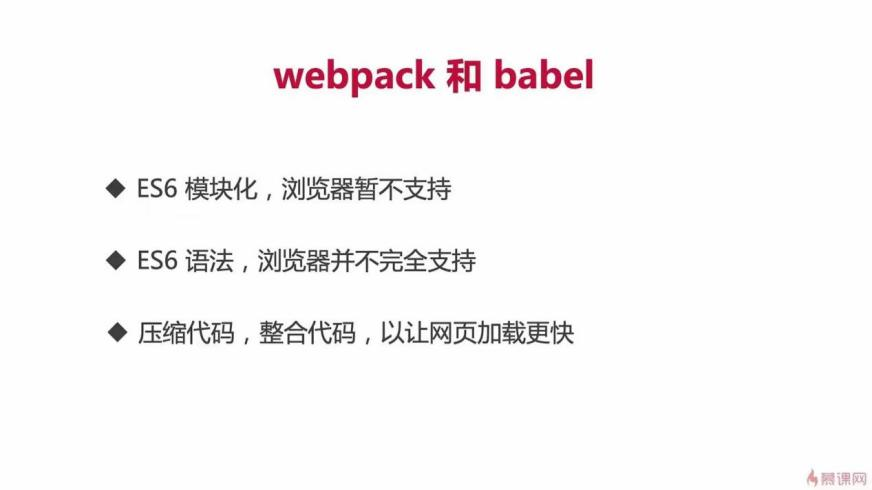 webpack 和 babel
◆ ES6 模块化，浏览器暂不支持
◆ ES6 语法，浏览器并不完全支持
◆ 压缩代码，整合代码，以让网页加载更快
慕课网